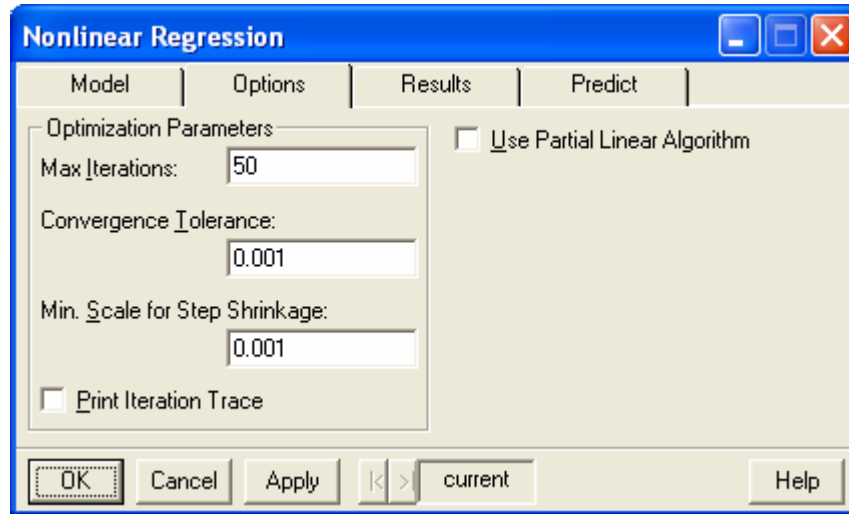 Nonlinear Regression
Model Options Results Predict
Optimization Parameters
Max Iterations: 50
Use Partial Linear Algorithm
Convergence Tolerance:
0.001
Min. Scale for Step Shrinkage:
0.001
Print Iteration Trace
OK Cancel Apply |< >| current Help